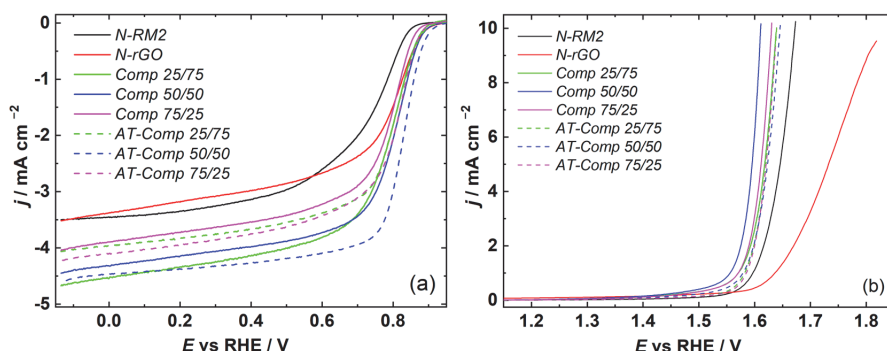 0
-1
-2
-3
-4
-5
j / mA cm⁻²
N-RM2
N-rGO
Comp 25/75
Comp 50/50
Comp 75/25
AT-Comp 25/75
AT-Comp 50/50
AT-Comp 75/25
(a)
0.0 0.2 0.4 0.6 0.8
E vs RHE / V
10
8
6
4
2
0
j / mA cm⁻²
N-RM2
N-rGO
Comp 25/75
Comp 50/50
Comp 75/25
AT-Comp 25/75
AT-Comp 50/50
AT-Comp 75/25
(b)
1.2 1.3 1.4 1.5 1.6 1.7 1.8
E vs RHE / V